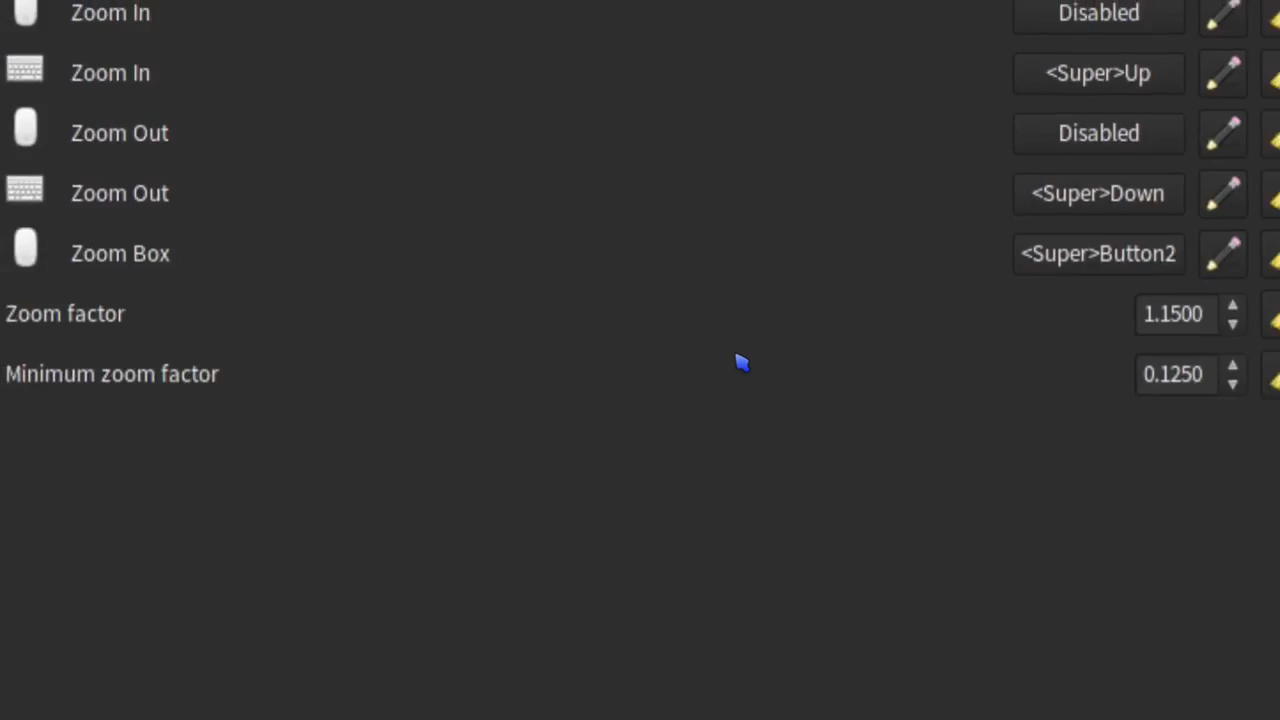 Zoom In Disabled
Zoom In <Super>Up
Zoom Out Disabled
Zoom Out <Super>Down
Zoom Box <Super>Button2
Zoom factor 1.1500
Minimum zoom factor 0.1250